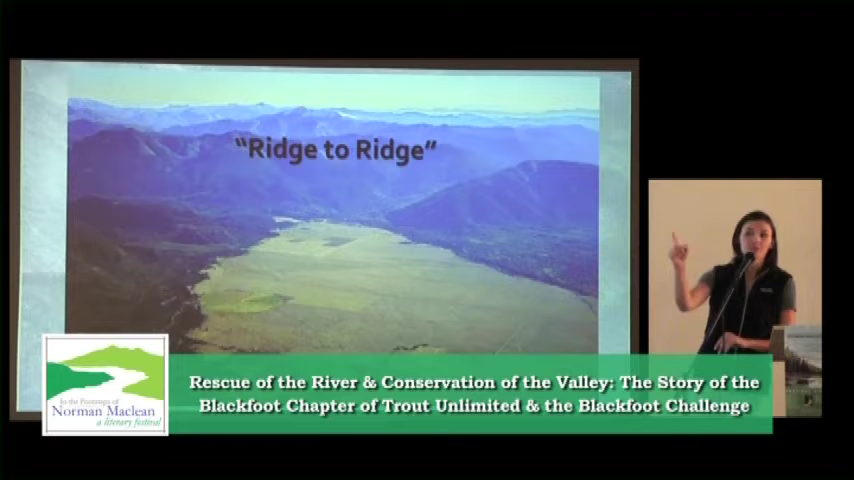 “Ridge to Ridge”
Rescue of the River & Conservation of the Valley: The Story of the
Blackfoot Chapter of Trout Unlimited & the Blackfoot Challenge
In the Footsteps of
Norman Maclean
a literary festival